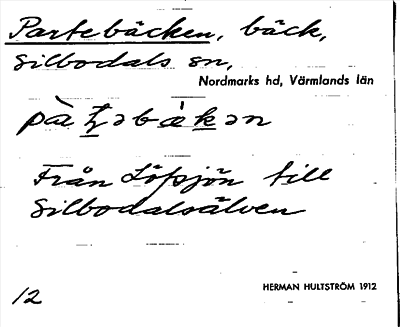 Partebäcken, bäck,
Silbodals sn,
Nordmarks hd, Värmlands län
Från Löpsjön till
Silbodalsälven
12
HERMAN HULTSTRÖM 1912